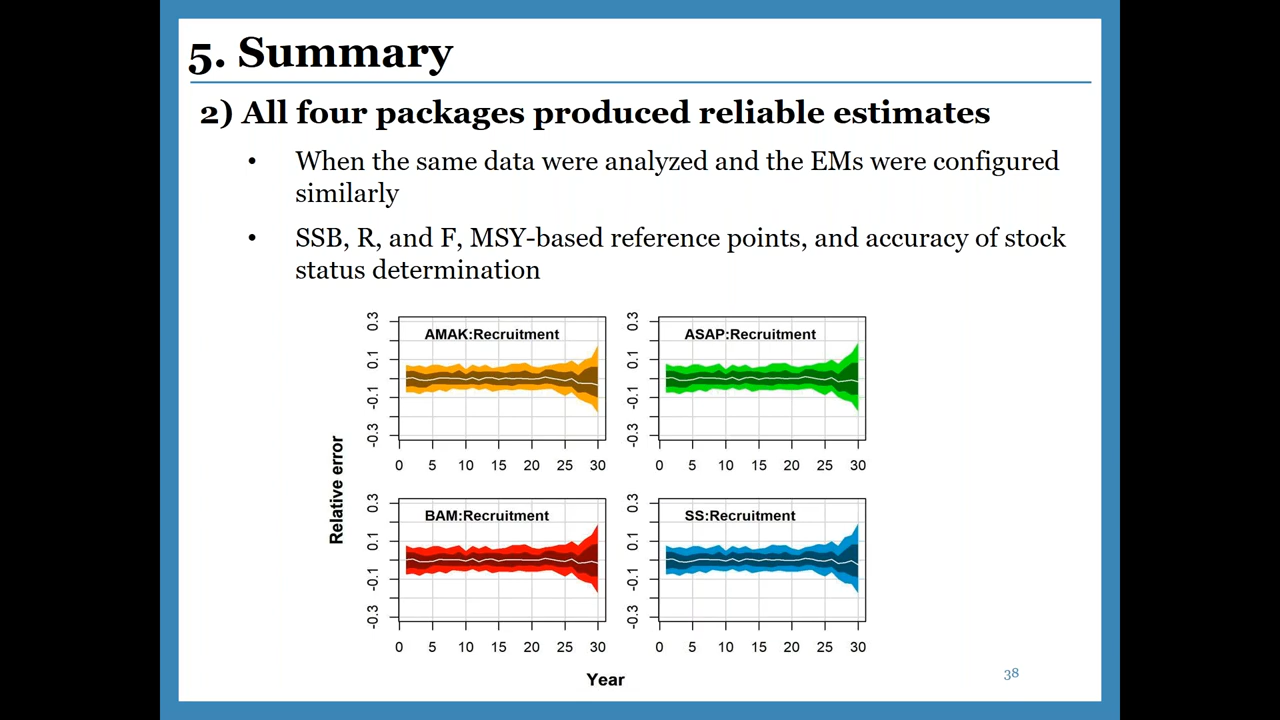 5. Summary
2) All four packages produced reliable estimates
• When the same data were analyzed and the EMs were configured
similarly
• SSB, R, and F, MSY-based reference points, and accuracy of stock
status determination
Relative error
AMAK:Recruitment
0.3
0.1
-0.1
-0.3
0 5 10 15 20 25 30
ASAP:Recruitment
0.3
0.1
-0.1
-0.3
0 5 10 15 20 25 30
BAM:Recruitment
0.3
0.1
-0.1
-0.3
0 5 10 15 20 25 30
SS:Recruitment
0.3
0.1
-0.1
-0.3
0 5 10 15 20 25 30
Year
38